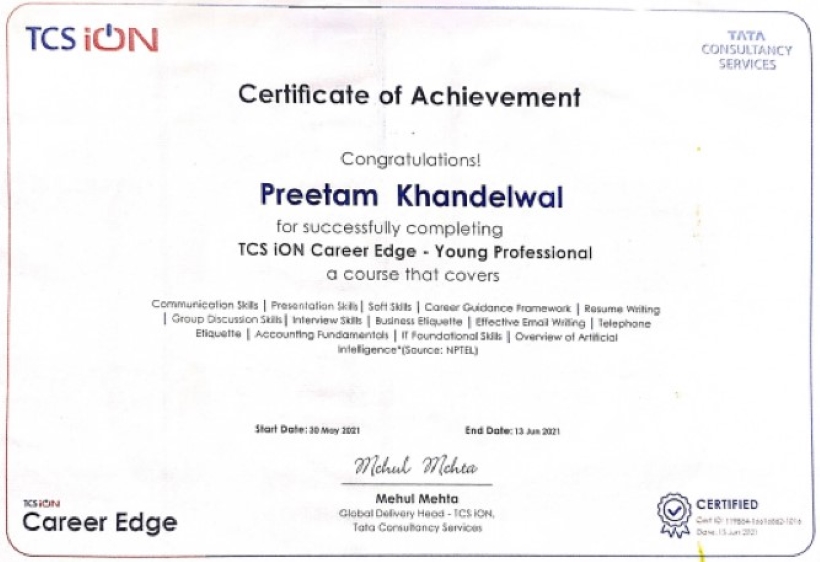 TCS iON
TATA
CONSULTANCY
SERVICES
Certificate of Achievement
Congratulations!
Preetam Khandelwal
for successfully completing
TCS iON Career Edge - Young Professional
a course that covers
Communication Skills | Presentation Skills | Soft Skills | Career Guidance Framework | Resume Writing
| Group Discussion Skills | Interview Skills | Business Etiquette | Effective Email Writing | Telephone
Etiquette | Accounting Fundamentals | IT Foundational Skills | Overview of Artificial
Intelligence*(Source: NPTEL)
Start Date: 30 May 2021
End Date: 13 Jun 2021
Mehul Mehta
Mehul Mehta
Global Delivery Head - TCS iON,
Tata Consultancy Services
TCS iON
Career Edge
CERTIFIED
Cert ID:
Date: 13 Jun 2021